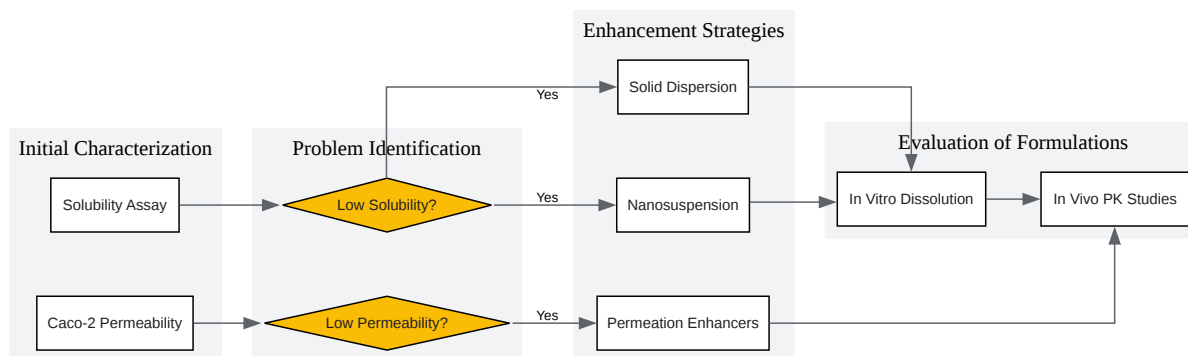 Initial Characterization
Solubility Assay
Caco-2 Permeability
Problem Identification
Low Solubility?
Low Permeability?
Yes
Yes
Yes
Enhancement Strategies
Solid Dispersion
Nanosuspension
Permeation Enhancers
Evaluation of Formulations
In Vitro Dissolution
In Vivo PK Studies